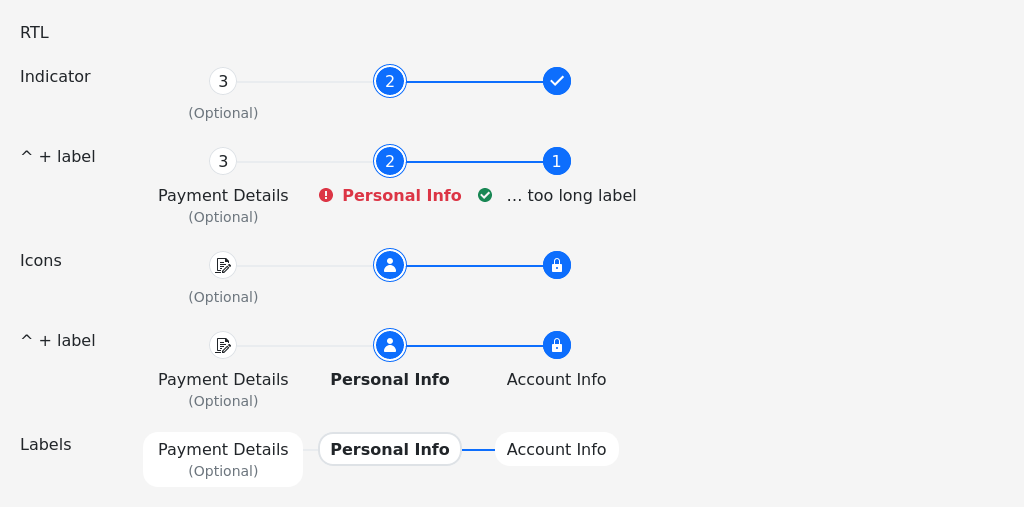 RTL
Indicator
3 2
(Optional)
^ + label
3 2 1
Payment Details Personal Info ... too long label
(Optional)
Icons
(Optional)
^ + label
Payment Details Personal Info Account Info
(Optional)
Labels
Payment Details Personal Info Account Info
(Optional)